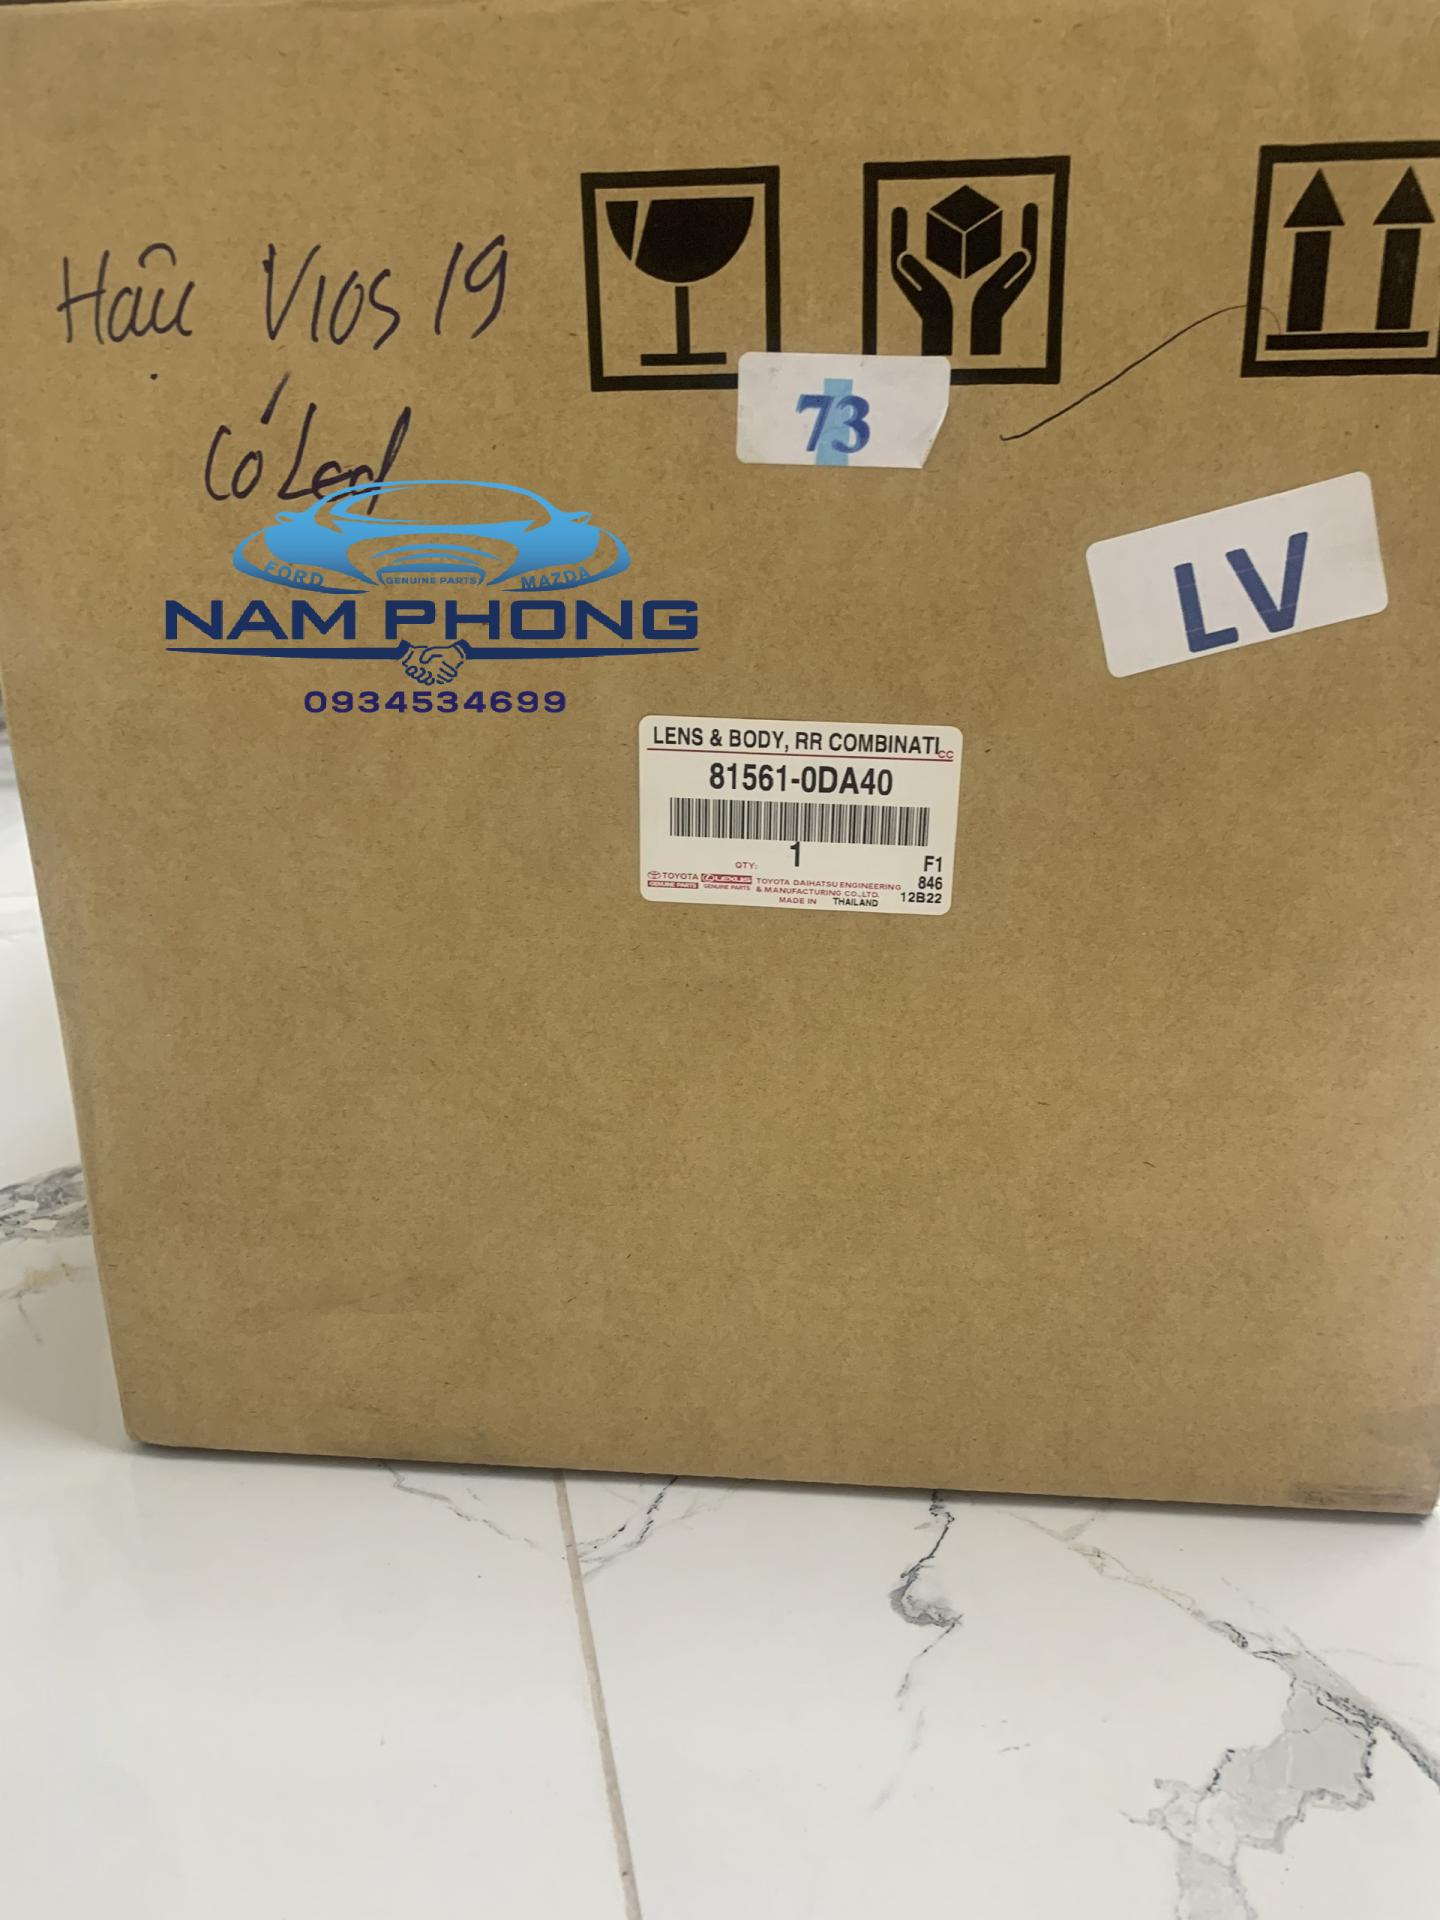 Hậu Vios 19
Có Led
73
LV
FORD GENUINE PARTS MAZDA
NAM PHONG
0934534699
LENS & BODY, RR COMBINATI
CC
81561-0DA40
QTY: 1 F1
TOYOTA LEXUS TOYOTA DAIHATSU ENGINEERING 846
GENUINE PARTS GENUINE PARTS & MANUFACTURING CO.,LTD. 12B22
MADE IN THAILAND